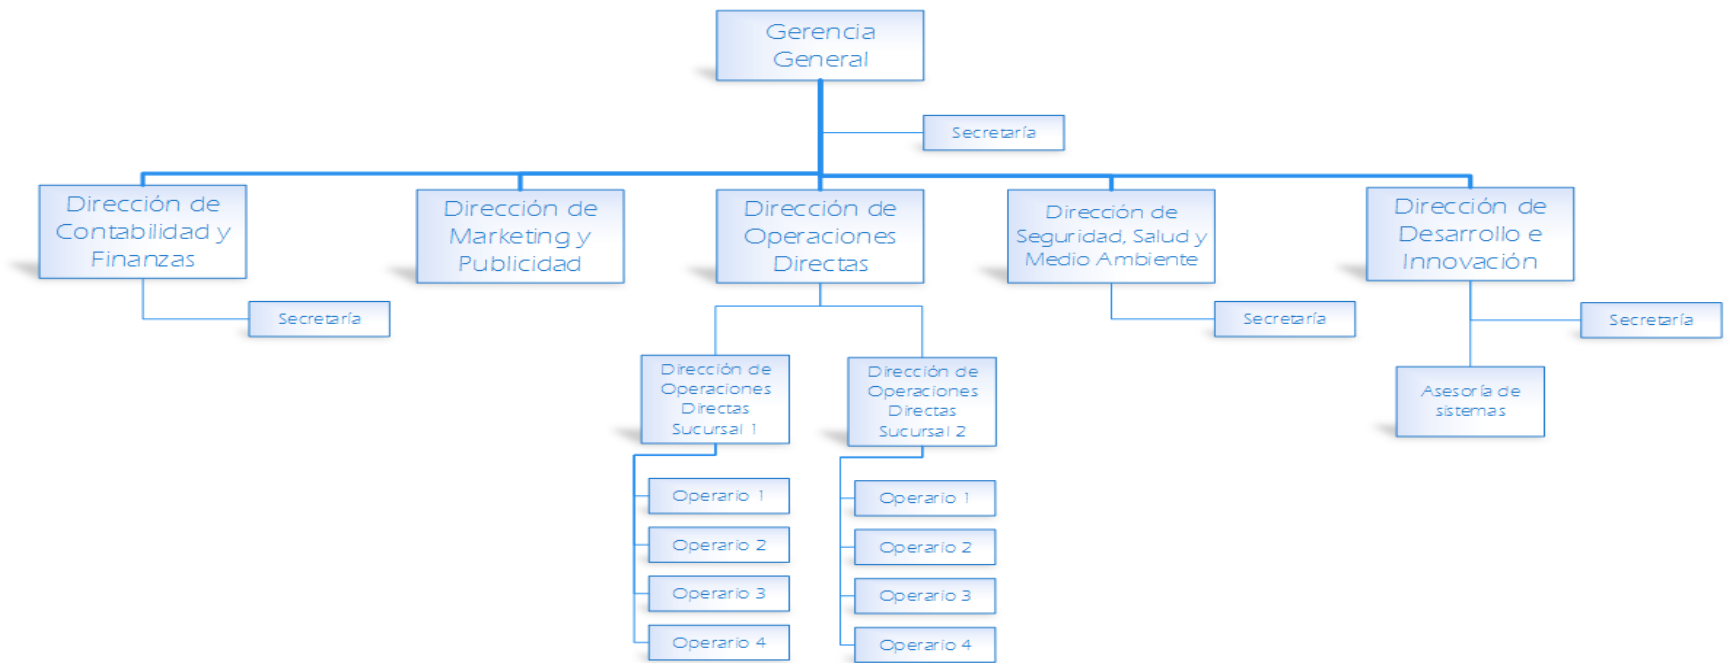 Gerencia
General
Secretaría
Dirección de
Contabilidad y
Finanzas
Dirección de
Marketing y
Publicidad
Dirección de
Operaciones
Directas
Dirección de
Seguridad, Salud y
Medio Ambiente
Dirección de
Desarrollo e
Innovación
Secretaría
Secretaría
Secretaría
Dirección de
Operaciones
Directas
Sucursal 1
Dirección de
Operaciones
Directas
Sucursal 2
Asesoría de
sistemas
Operario 1
Operario 2
Operario 3
Operario 4
Operario 1
Operario 2
Operario 3
Operario 4